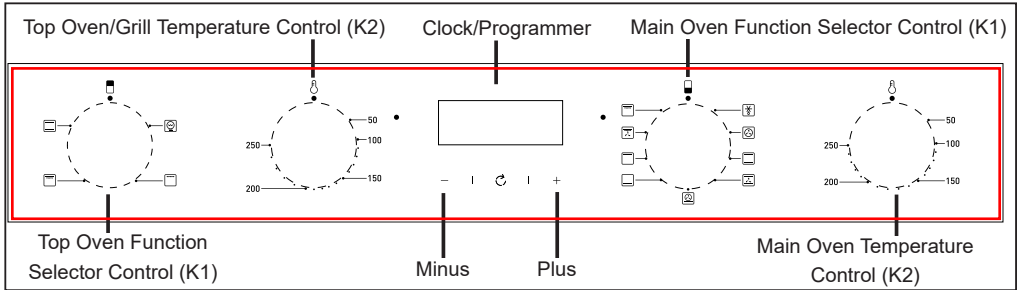 Top Oven/Grill Temperature Control (K2)
Clock/Programmer
Main Oven Function Selector Control (K1)
50
100
150
200
250
50
100
150
200
250
Top Oven Function
Selector Control (K1)
Minus
Plus
Main Oven Temperature
Control (K2)